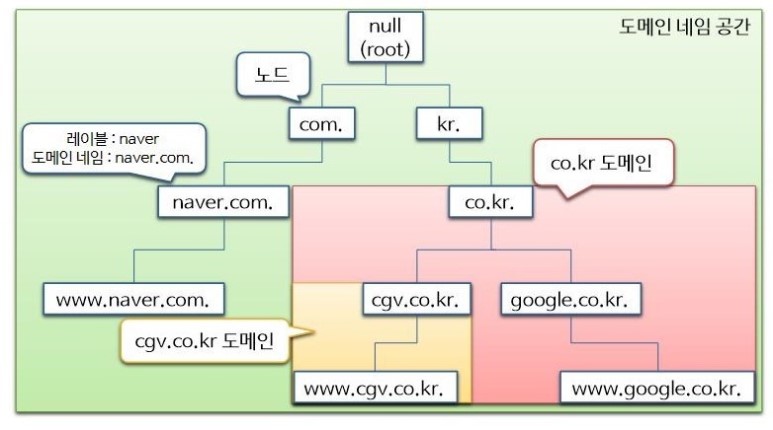 null
(root)
도메인 네임 공간
노드
com.
kr.
레이블 : naver
도메인 네임 : naver.com.
co.kr 도메인
naver.com.
co.kr.
www.naver.com.
cgv.co.kr.
google.co.kr.
cgv.co.kr 도메인
www.cgv.co.kr.
www.google.co.kr.